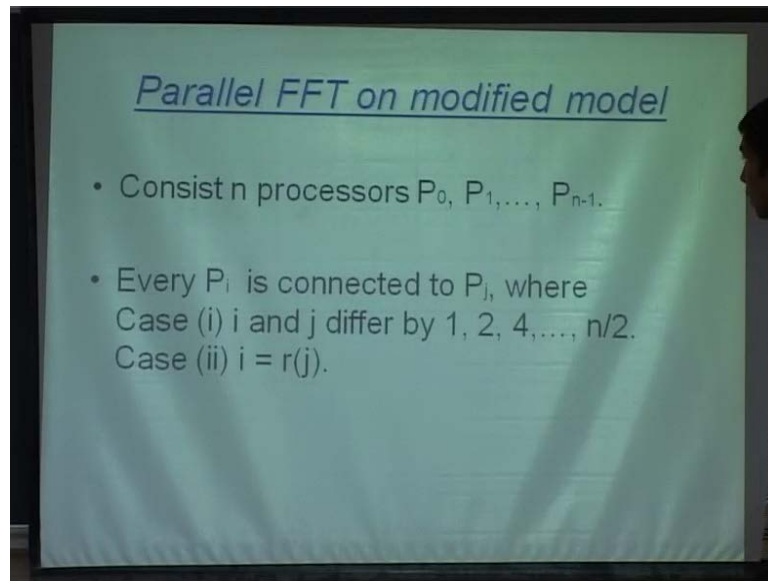 Parallel FFT on modified model
• Consist n processors P₀, P₁,…, Pₙ₋₁.
• Every Pᵢ is connected to Pⱼ, where
Case (i) i and j differ by 1, 2, 4,…, n/2.
Case (ii) i = r(j).